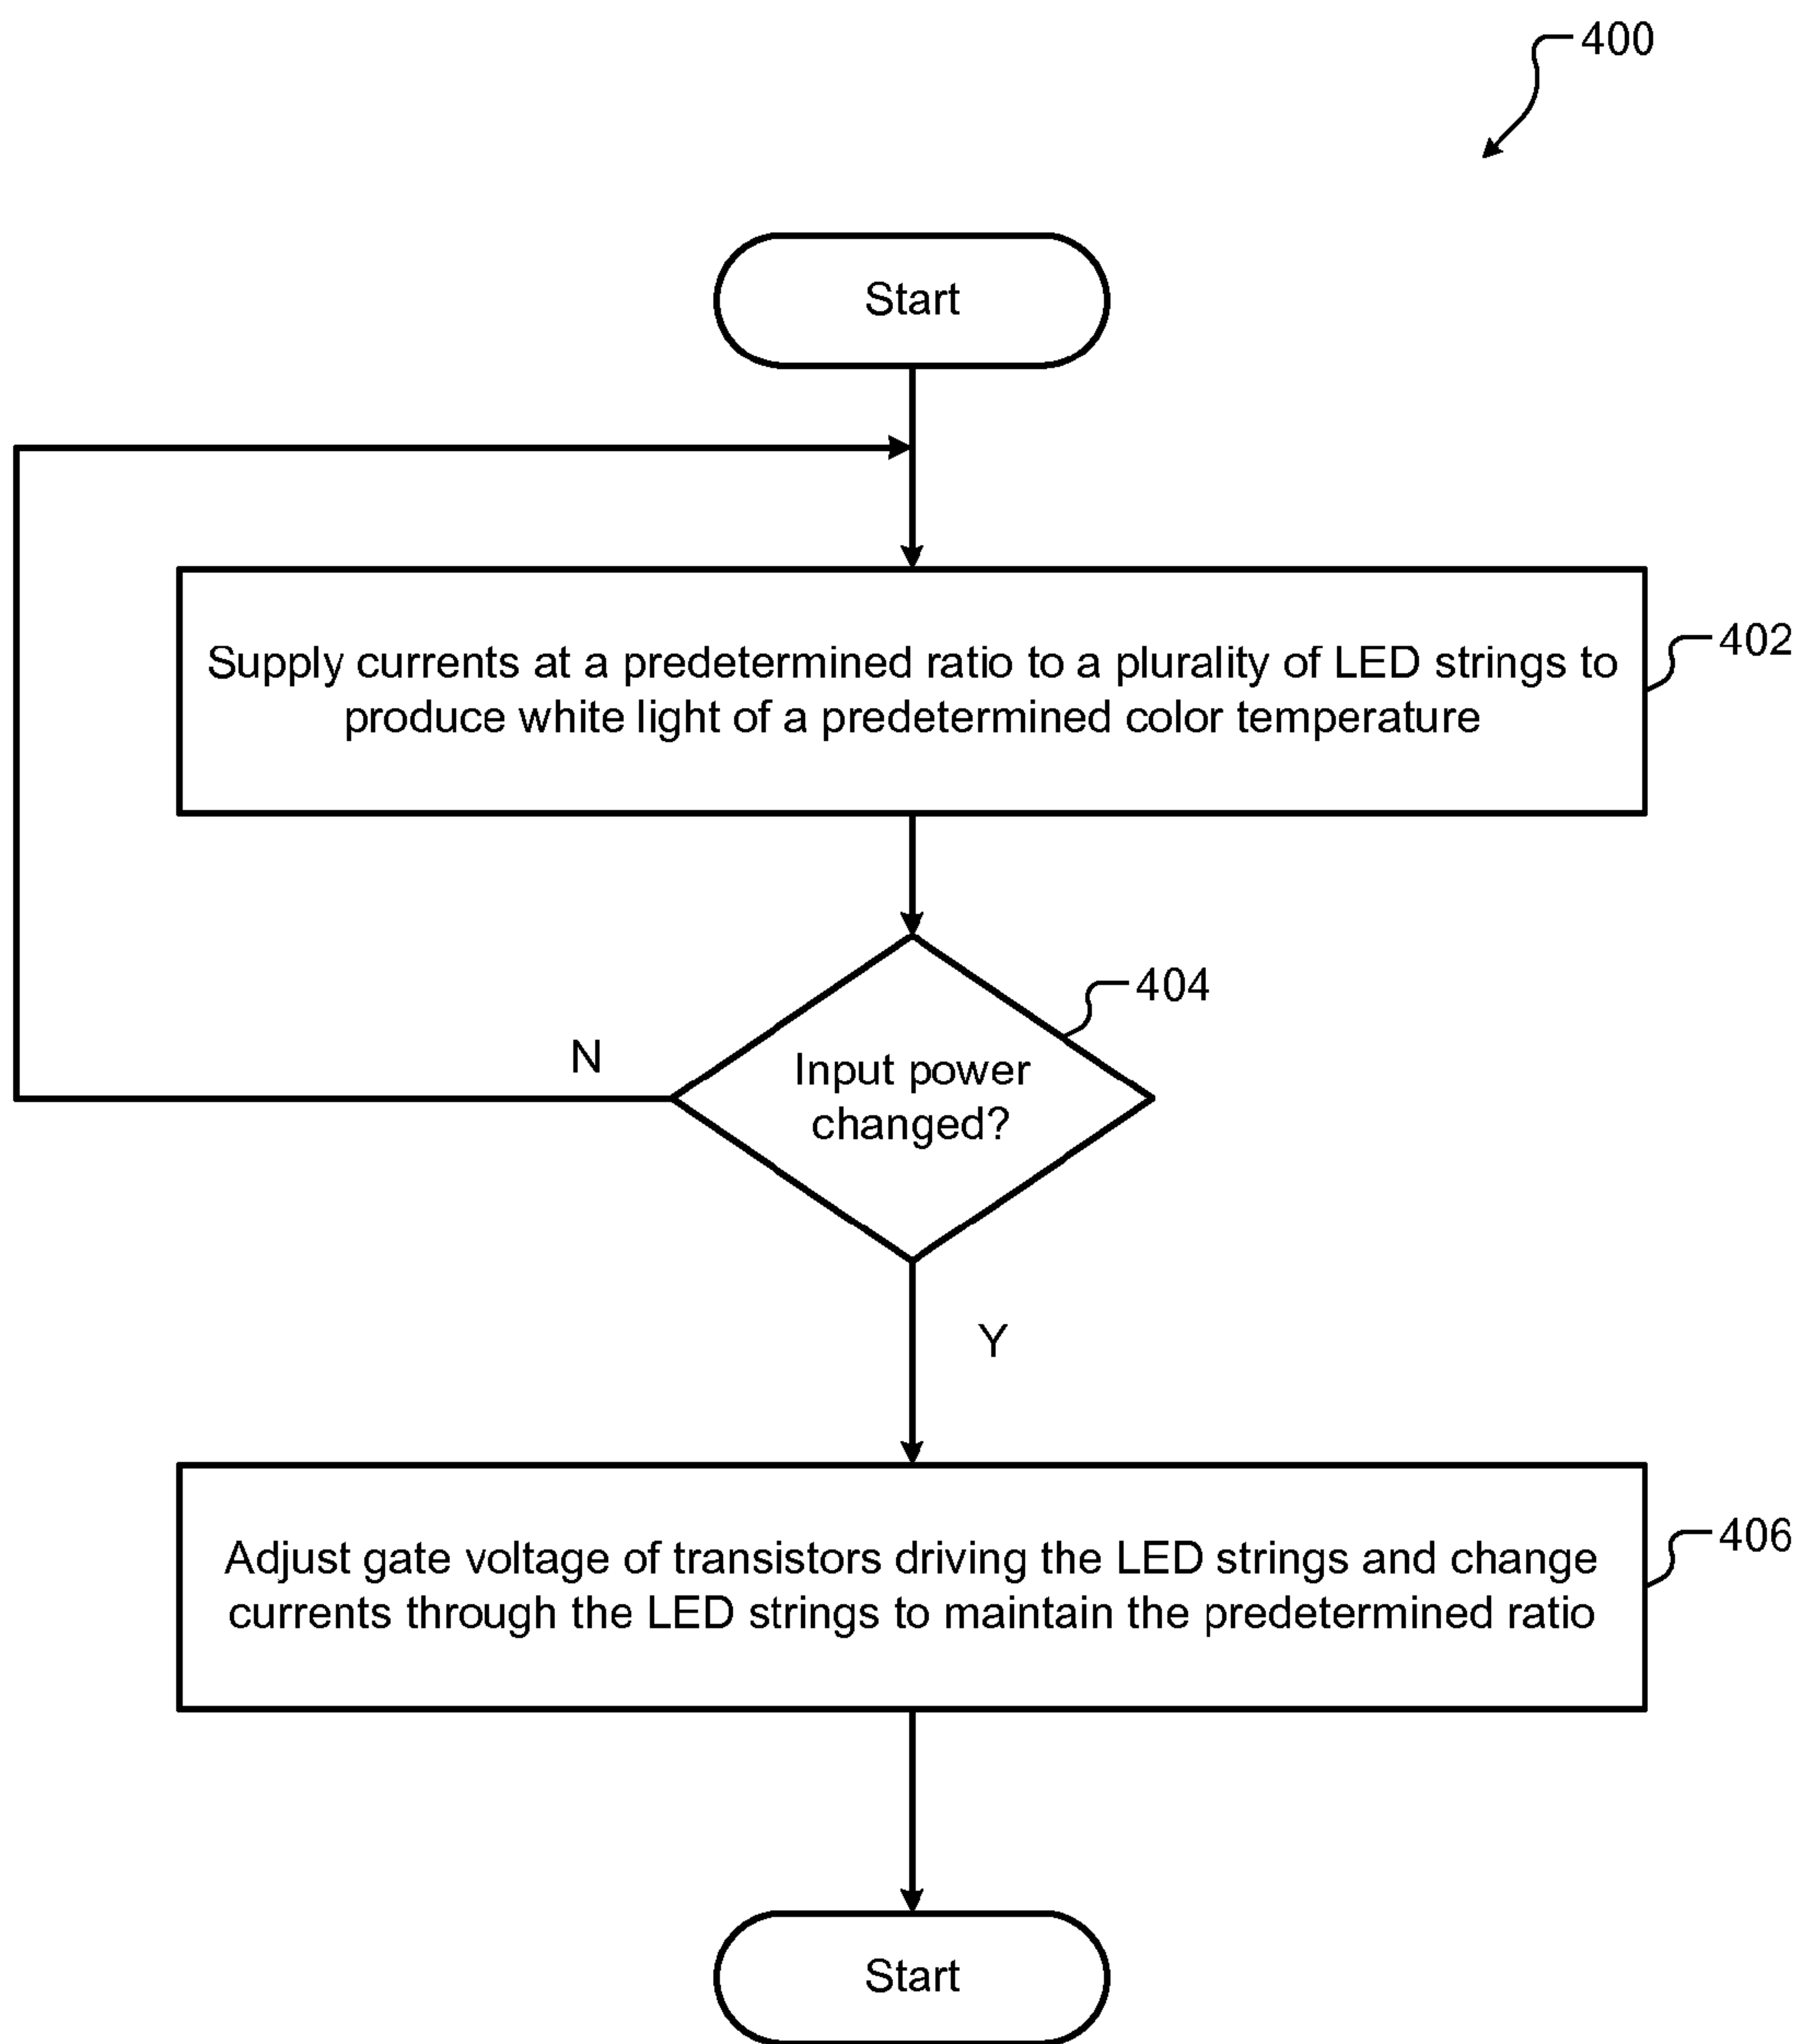 400
Start
Supply currents at a predetermined ratio to a plurality of LED strings to
produce white light of a predetermined color temperature
402
404
Input power
changed?
N
Y
Adjust gate voltage of transistors driving the LED strings and change
currents through the LED strings to maintain the predetermined ratio
406
Start